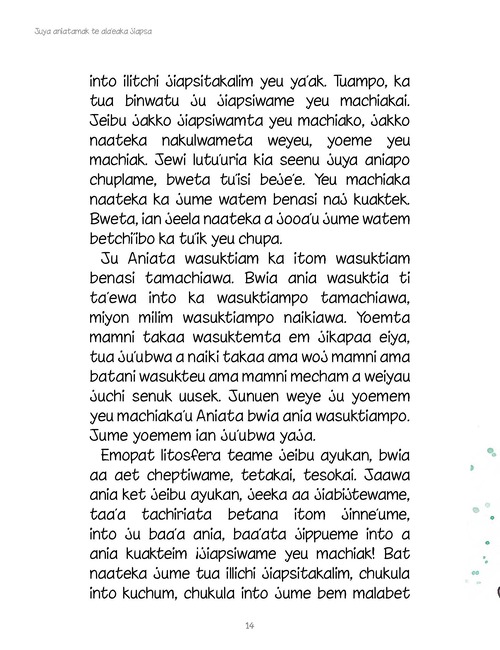 Juya aniatamak te ala'eaka jiapsa
into ilitchi jiapsitakalim yeu ya'ak. Tuampo, ka
tua binwatu ju jiapsiwame yeu machiakai.
Jeibu jakko jiapsiwamta yeu machiako, jakko
naateka nakulwameta weyeu, yoeme yeu
machiak. Jewi lutu'uria kia seenu juya aniapo
chuplame, bweta tu'isi beje'e. Yeu machiaka
naateka ka jume watem benasi naj kuaktek.
Bweta, ian jeela naateka a jooa'u jume watem
betchi'ibo ka tu'ik yeu chupa.
Ju Aniata wasuktiam ka itom wasuktiam
benasi tamachiawa. Bwia ania wasuktia ti
ta'ewa into ka wasuktiampo tamachiawa,
miyon milim wasuktiampo naikiawa. Yoemta
mamni takaa wasuktemta em jikapaa eiya,
tua ju'ubwa a naiki takaa ama woj mamni ama
batani wasukteu ama mamni mecham a weiyau
juchi senuk uusek. Junuen weye ju yoemem
yeu machiaka'u Aniata bwia ania wasuktiampo.
Jume yoemem ian ju'ubwa yaja.
Emopat litosfera teame jeibu ayukan, bwia
aa aet cheptiwame, tetakai, tesokai. Jaawa
ania ket jeibu ayukan, jeeka aa jiabijtewame,
taa'a tachiriata betana itom jinne'ume,
into ju baa'a ania, baa'ata jippueme into a
ania kuakteim ¡jiapsiwame yeu machiak! Bat
naateka jume tua illichi jiapsitakalim, chukula
into kuchum, chukula into jume bem malabet
14